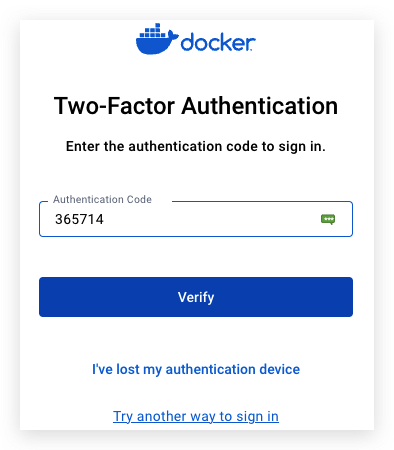 docker
Two-Factor Authentication
Enter the authentication code to sign in.
Authentication Code
365714
Verify
I've lost my authentication device
Try another way to sign in